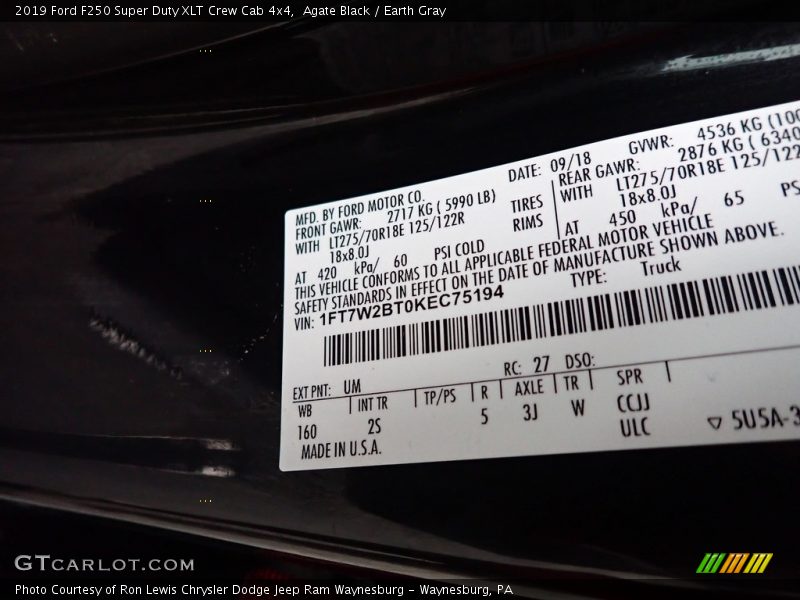 2019 Ford F250 Super Duty XLT Crew Cab 4x4,  Agate Black / Earth Gray
MFD. BY FORD MOTOR CO.
DATE: 09/18
GVWR: 4536 KG (100
FRONT GAWR: 2717 KG ( 5990 LB)
REAR GAWR: 2876 KG ( 6340
WITH LT275/70R18E 125/122R
TIRES
WITH LT275/70R18E 125/122
18x8.0J
RIMS
18x8.0J
AT 420 kPa/ 60 PSI COLD
AT 450 kPa/ 65 PS
THIS VEHICLE CONFORMS TO ALL APPLICABLE FEDERAL MOTOR VEHICLE
SAFETY STANDARDS IN EFFECT ON THE DATE OF MANUFACTURE SHOWN ABOVE.
VIN: 1FT7W2BT0KEC75194
TYPE: Truck
EXT PNT: UM
RC: 27 DSO:
WB INT TR TP/PS R AXLE TR SPR
160 2S 5 3J W CCJJ
ULC
MADE IN U.S.A.
▽ 5U5A-3
GTCARLOT.COM
Photo Courtesy of Ron Lewis Chrysler Dodge Jeep Ram Waynesburg – Waynesburg, PA